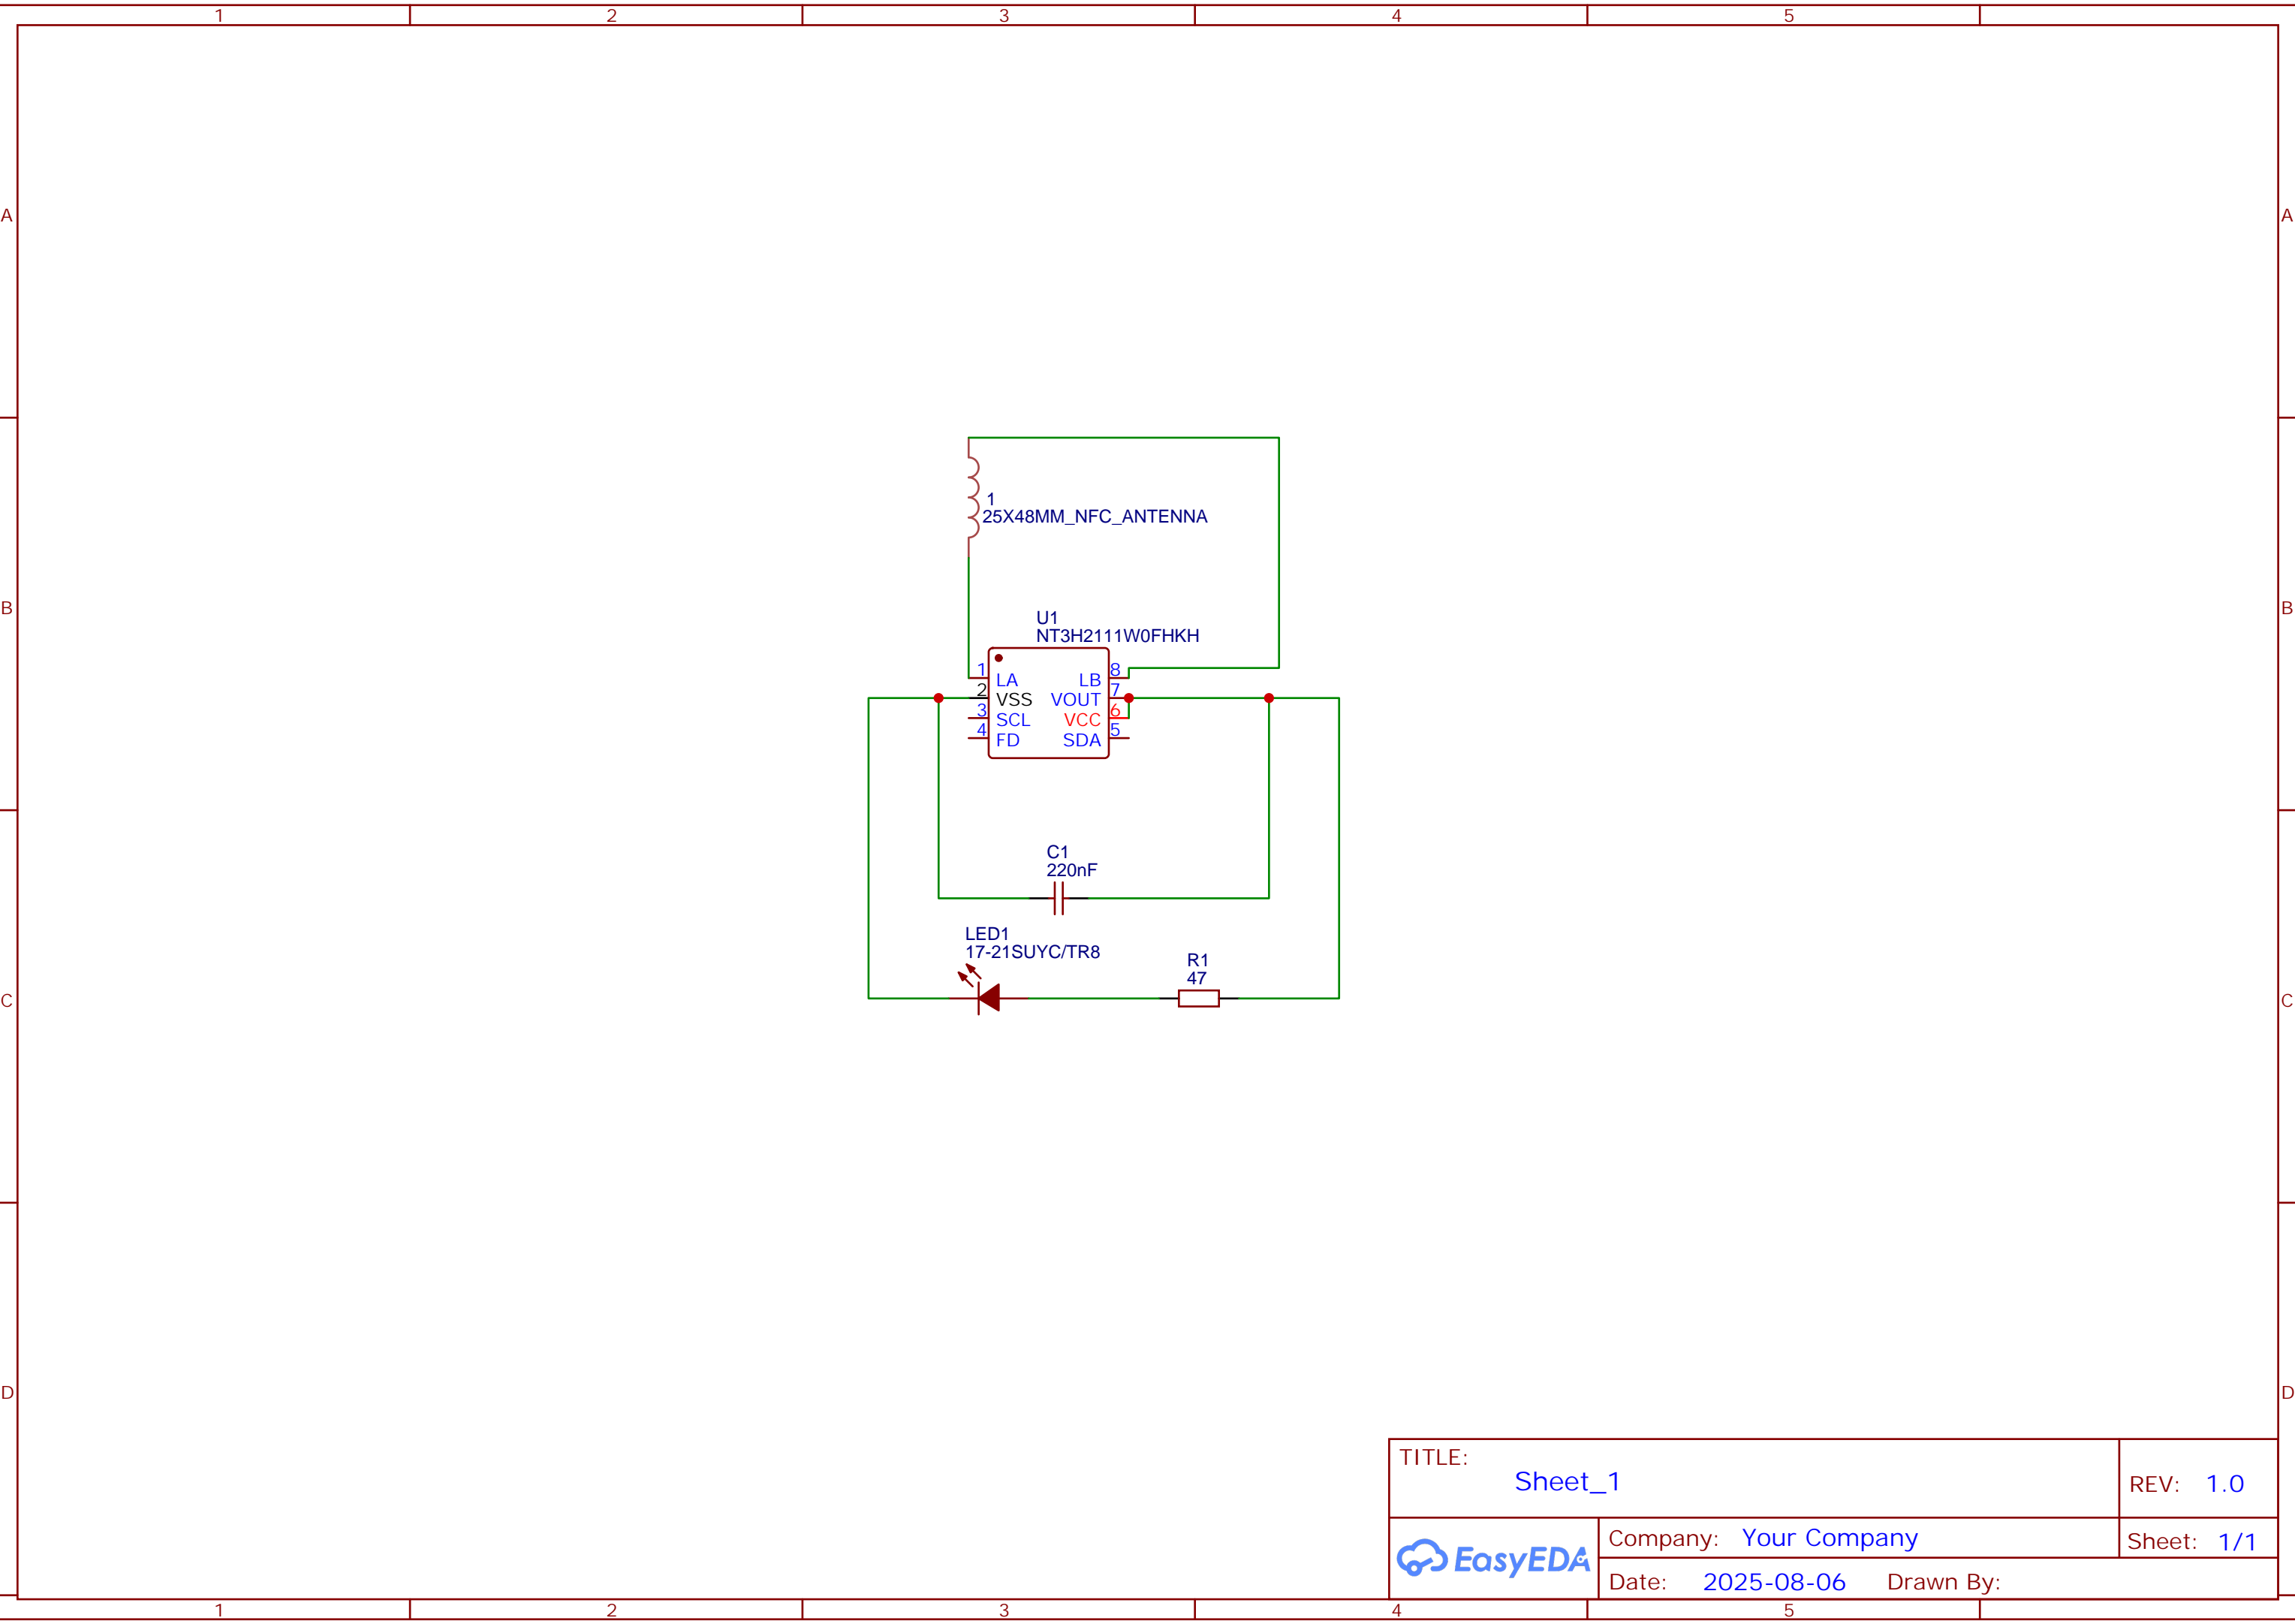 1 2 3 4 5
A A
1
25X48MM_NFC_ANTENNA
B B
U1
NT3H2111W0FHKH
1 LA LB 8
2 VSS VOUT 7
3 SCL VCC 6
4 FD SDA 5
C1
220nF
LED1
17-21SUYC/TR8
R1
47
C C
D D
TITLE:
Sheet_1
REV: 1.0
EasyEDA
Company: Your Company
Sheet: 1/1
Date: 2025-08-06 Drawn By:
1 2 3 4 5